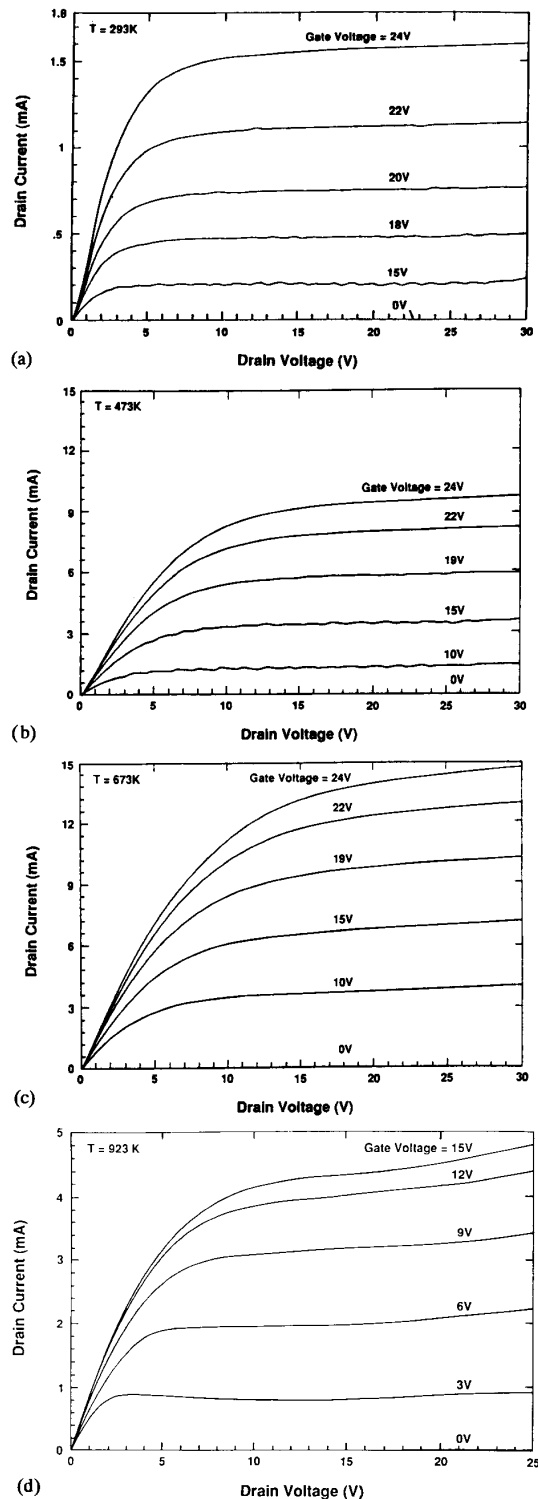 1.8
T = 293K
Gate Voltage = 24V
1.5
22V
1
20V
18V
.5
15V
0V
0
0 5 10 15 20 25 30
Drain Current (mA)
Drain Voltage (V)
(a)
15
T = 473K
12
Gate Voltage = 24V
22V
9
19V
6
15V
3
10V
0V
0
0 5 10 15 20 25 30
Drain Current (mA)
Drain Voltage (V)
(b)
15
T = 673K
Gate Voltage = 24V
22V
12
19V
9
15V
6
10V
3
0V
0
0 5 10 15 20 25 30
Drain Current (mA)
Drain Voltage (V)
(c)
5
T = 923 K
Gate Voltage = 15V
12V
4
9V
3
6V
2
3V
1
0V
0
0 5 10 15 20 25
Drain Current (mA)
Drain Voltage (V)
(d)